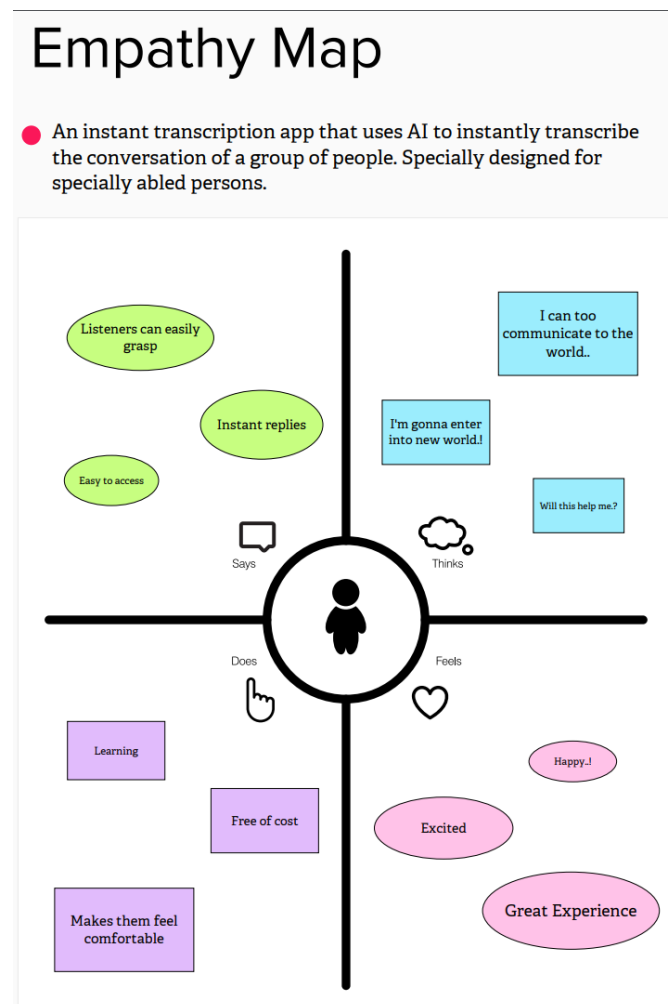 Empathy Map
An instant transcription app that uses AI to instantly transcribe
the conversation of a group of people. Specially designed for
specially abled persons.
Listeners can easily
grasp
Instant replies
Easy to access
Says
I can too
communicate to the
world..
I'm gonna enter
into new world.!
Will this help me.?
Thinks
Does
Learning
Free of cost
Makes them feel
comfortable
Feels
Happy..!
Excited
Great Experience